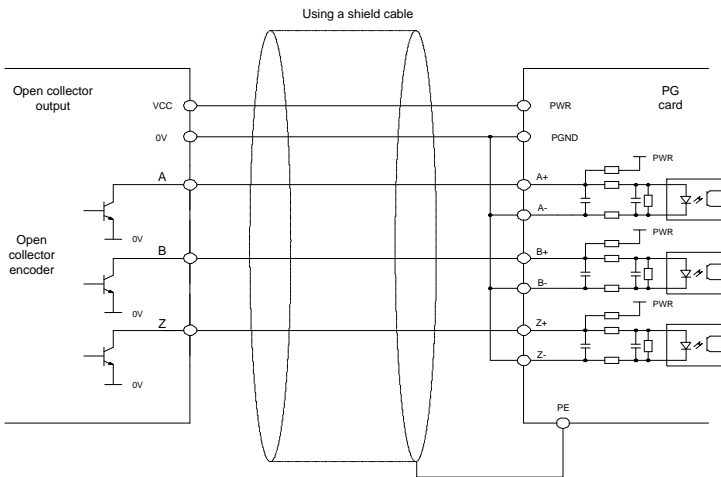 Using a shield cable
Open collector
output
VCC
PWR
PG
card
0V
PGND
PWR
A
A+
0V
A-
Open
collector
encoder
PWR
B
B+
0V
B-
PWR
Z
Z+
0V
Z-
PE